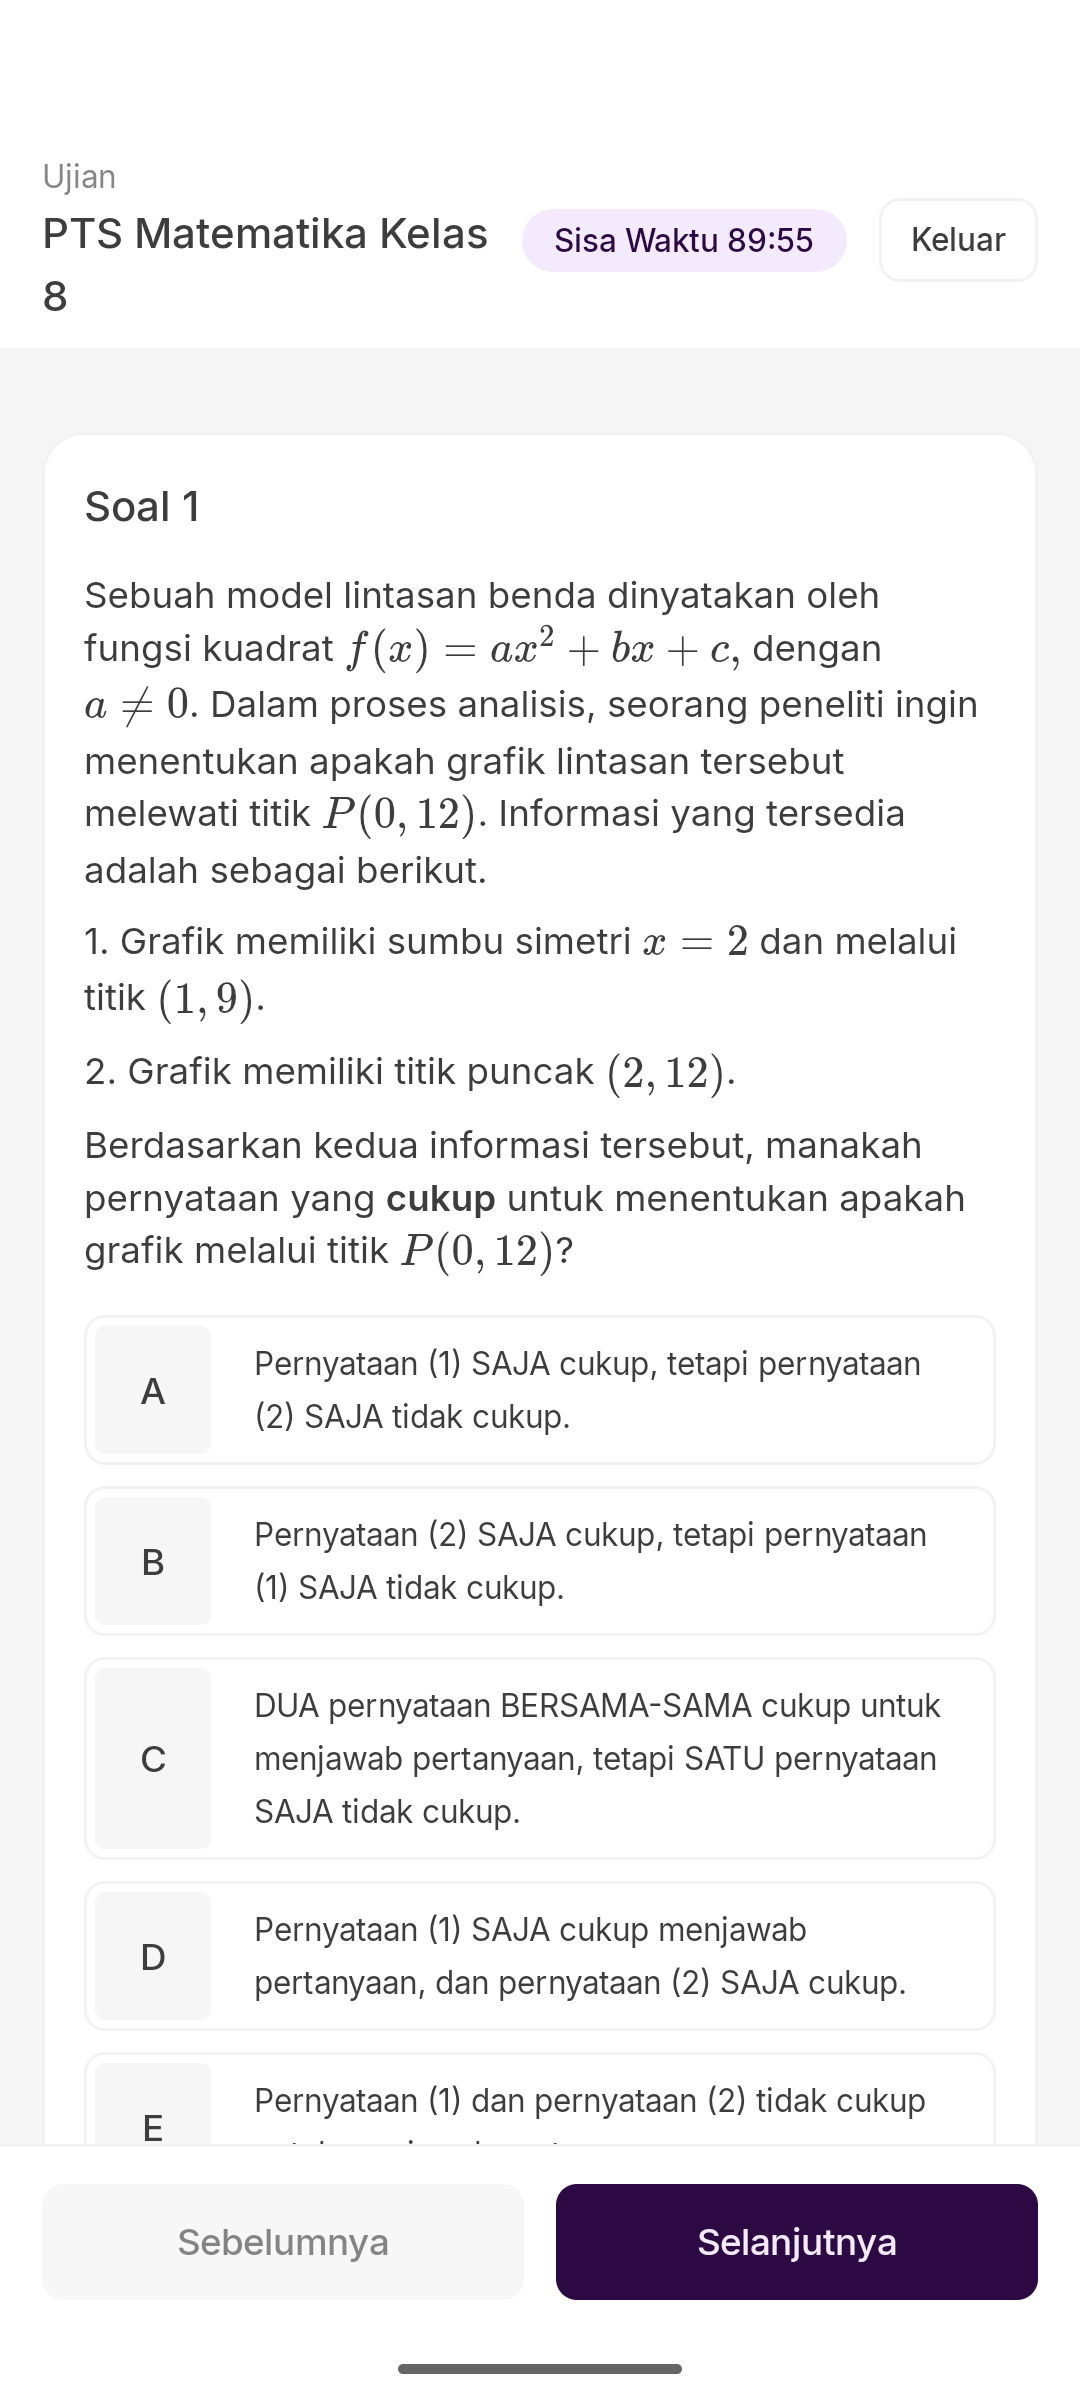 Ujian
PTS Matematika Kelas
8
Sisa Waktu 89:55
Keluar
Soal 1
Sebuah model lintasan benda dinyatakan oleh
fungsi kuadrat f(x) = ax² + bx + c, dengan
a ≠ 0. Dalam proses analisis, seorang peneliti ingin
menentukan apakah grafik lintasan tersebut
melewati titik P(0, 12). Informasi yang tersedia
adalah sebagai berikut.
1. Grafik memiliki sumbu simetri x = 2 dan melalui
titik (1, 9).
2. Grafik memiliki titik puncak (2, 12).
Berdasarkan kedua informasi tersebut, manakah
pernyataan yang cukup untuk menentukan apakah
grafik melalui titik P(0, 12)?
A
Pernyataan (1) SAJA cukup, tetapi pernyataan
(2) SAJA tidak cukup.
B
Pernyataan (2) SAJA cukup, tetapi pernyataan
(1) SAJA tidak cukup.
C
DUA pernyataan BERSAMA-SAMA cukup untuk
menjawab pertanyaan, tetapi SATU pernyataan
SAJA tidak cukup.
D
Pernyataan (1) SAJA cukup menjawab
pertanyaan, dan pernyataan (2) SAJA cukup.
E
Pernyataan (1) dan pernyataan (2) tidak cukup
Sebelumnya
Selanjutnya